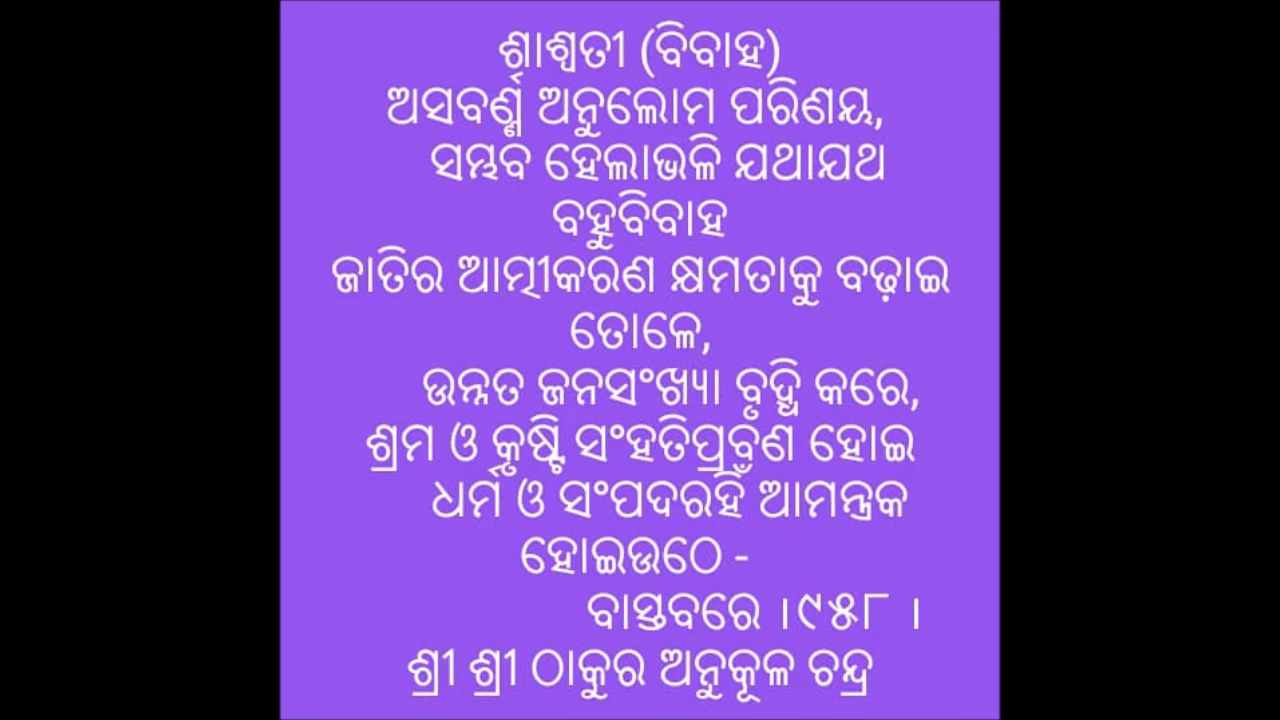 ଶାଶ୍ୱତୀ (ବିବାହ)
ଅସବର୍ଣ୍ଣ ଅନୁଲୋମ ପରିଣୟ,
ସମ୍ଭବ ହେଲାଭଳି ଯଥାଯଥ
ବହୁବିବାହ
ଜାତିର ଆତ୍ମୀକରଣ କ୍ଷମତାକୁ ବଢ଼ାଇ
ତୋଳେ,
ଉନ୍ନତ ଜନସଂଖ୍ୟା ବୃଦ୍ଧି କରେ,
ଶ୍ରମ ଓ କୃଷ୍ଟି ସଂହତିପ୍ରବଣ ହୋଇ
ଧର୍ମ ଓ ସଂପଦରହିଁ ଆମନ୍ତ୍ରକ
ହୋଇଉଠେ -
ବାସ୍ତବରେ ।୯୫୮ ।
ଶ୍ରୀ ଶ୍ରୀ ଠାକୁର ଅନୁକୂଳ ଚନ୍ଦ୍ର